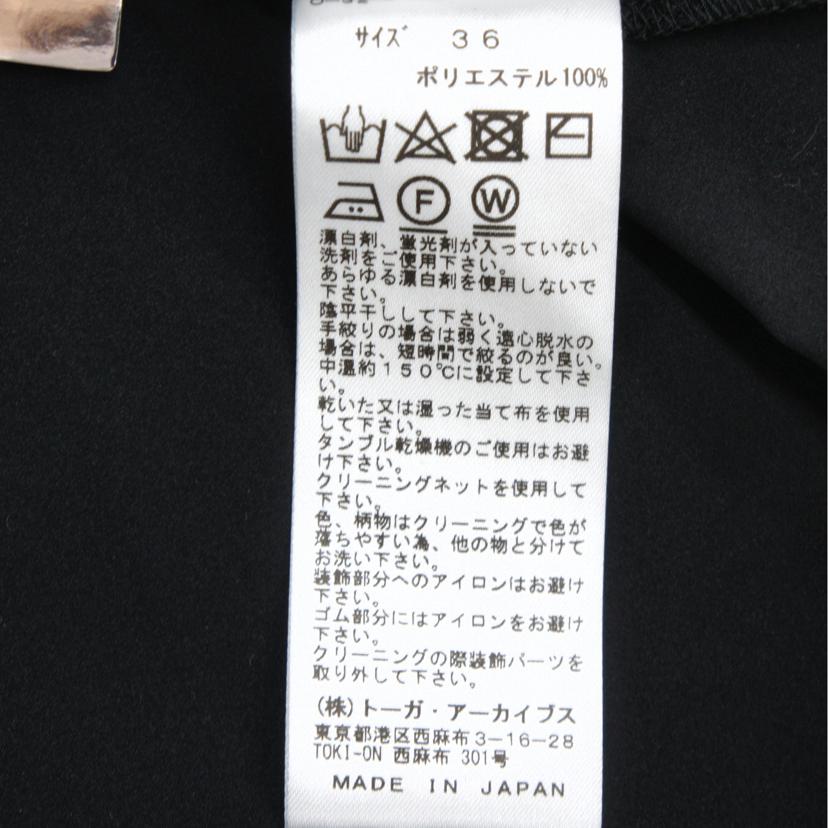 サイズ 36
ポリエステル100%
F W
漂白剤、蛍光剤が入っていない
洗剤をご使用下さい。
あらゆる漂白剤を使用しないで
下さい。
陰平干しして下さい。
手絞りの場合は弱く遠心脱水の
場合は、短時間で絞るのが良い。
中温約150℃に設定して下さ
い。
乾いた又は湿った当て布を使用
して下さい。
タンブル乾燥機のご使用はお避
け下さい。
クリーニングネットを使用して
下さい。
色、柄物はクリーニングで色が
落ちやすい為、他の物と分けて
お洗い下さい。
装飾部分へのアイロンはお避け
下さい。
ゴム部分にはアイロンをお避け
下さい。
クリーニングの際装飾パーツを
取り外して下さい。
(株)トーガ・アーカイブス
東京都港区西麻布3-16-28
TOKI-ON 西麻布 301号
MADE IN JAPAN